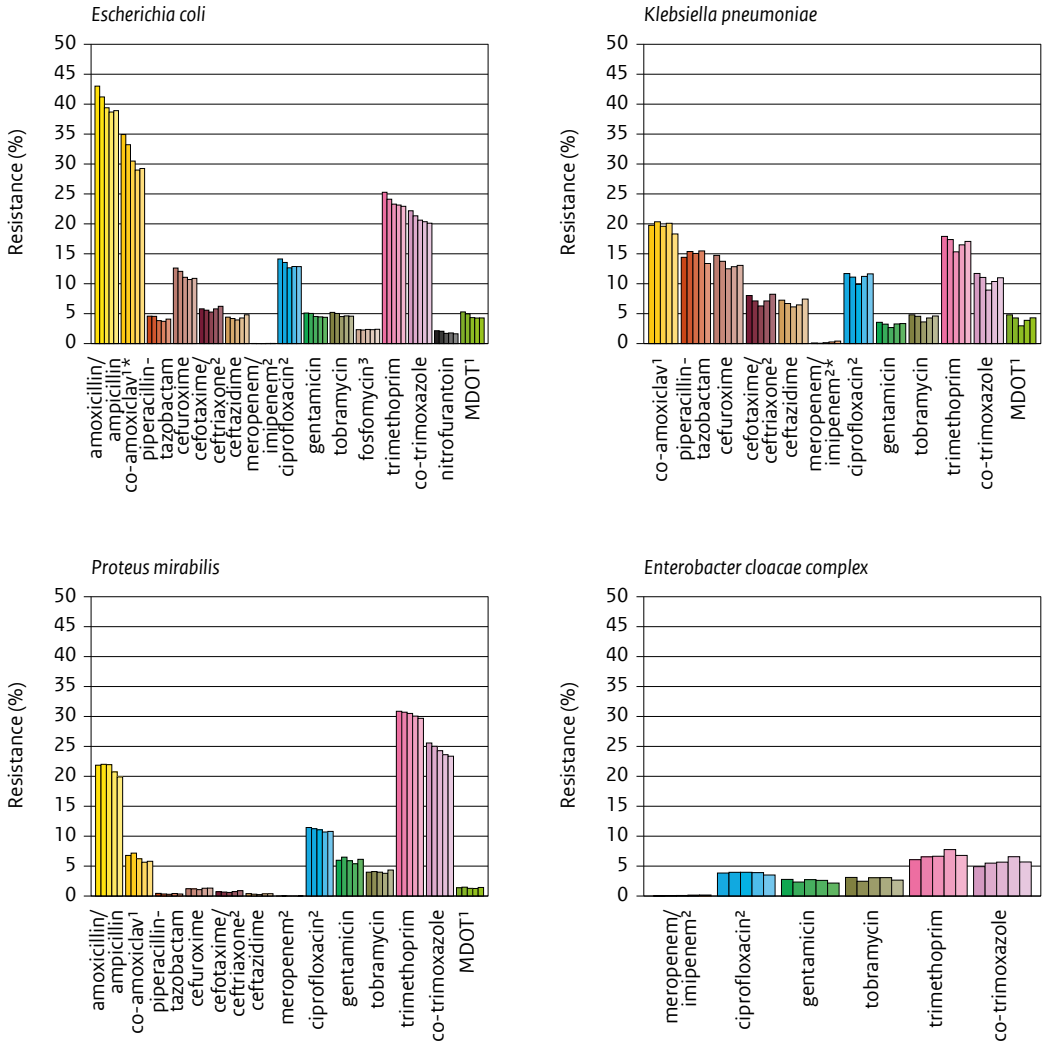 Escherichia coli
Resistance (%)
50
45
40
35
30
25
20
15
10
5
0
amoxicillin/
ampicillin
co-amoxiclav¹*
piperacillin-
tazobactam
cefuroxime
cefotaxime/
ceftriaxone²
ceftazidime
meropenem/
imipenem²
ciprofloxacin²
gentamicin
tobramycin
fosfomycin³
trimethoprim
co-trimoxazole
nitrofurantoin
MDOT¹
Klebsiella pneumoniae
Resistance (%)
50
45
40
35
30
25
20
15
10
5
0
co-amoxiclav¹
piperacillin-
tazobactam
cefuroxime
cefotaxime/
ceftriaxone²
ceftazidime
meropenem/
imipenem²*
ciprofloxacin²
gentamicin
tobramycin
trimethoprim
co-trimoxazole
MDOT¹
Proteus mirabilis
Resistance (%)
50
45
40
35
30
25
20
15
10
5
0
amoxicillin/
ampicillin
co-amoxiclav¹
piperacillin-
tazobactam
cefuroxime
cefotaxime/
ceftriaxone²
ceftazidime
meropenem²
ciprofloxacin²
gentamicin
tobramycin
trimethoprim
co-trimoxazole
MDOT¹
Enterobacter cloacae complex
Resistance (%)
50
45
40
35
30
25
20
15
10
5
0
meropenem/
imipenem²
ciprofloxacin²
gentamicin
tobramycin
trimethoprim
co-trimoxazole